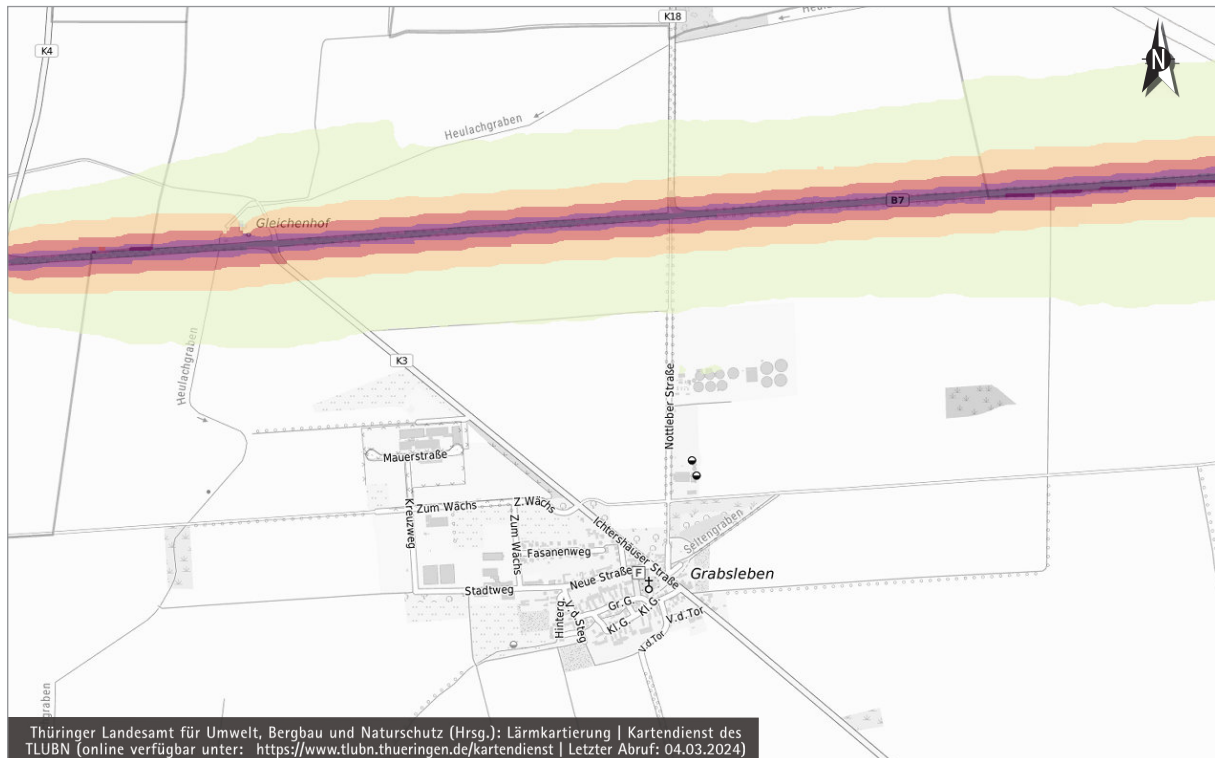 K18
Heulachgraben
K4
N
Heulachgraben
B7
Gleichenhof
K3
Heulachgraben
Nottleber Straße
Mauerstraße
Kreuzweg
Zum Wächs
Z.Wächs
Zum Wächs
Ichtershäuser Straße
Seitengraben
Fasanenweg
Neue Straße
F
Grabsleben
Stadtweg
Gr.G.
Kl.G.
Hinterg.
V.d.Steg
Kl.G.
V.d.Tor
V.d.Tor
graben
Thüringer Landesamt für Umwelt, Bergbau und Naturschutz (Hrsg.): Lärmkartierung | Kartendienst des
TLUBN (online verfügbar unter: https://www.tlubn.thueringen.de/kartendienst | Letzter Abruf: 04.03.2024)